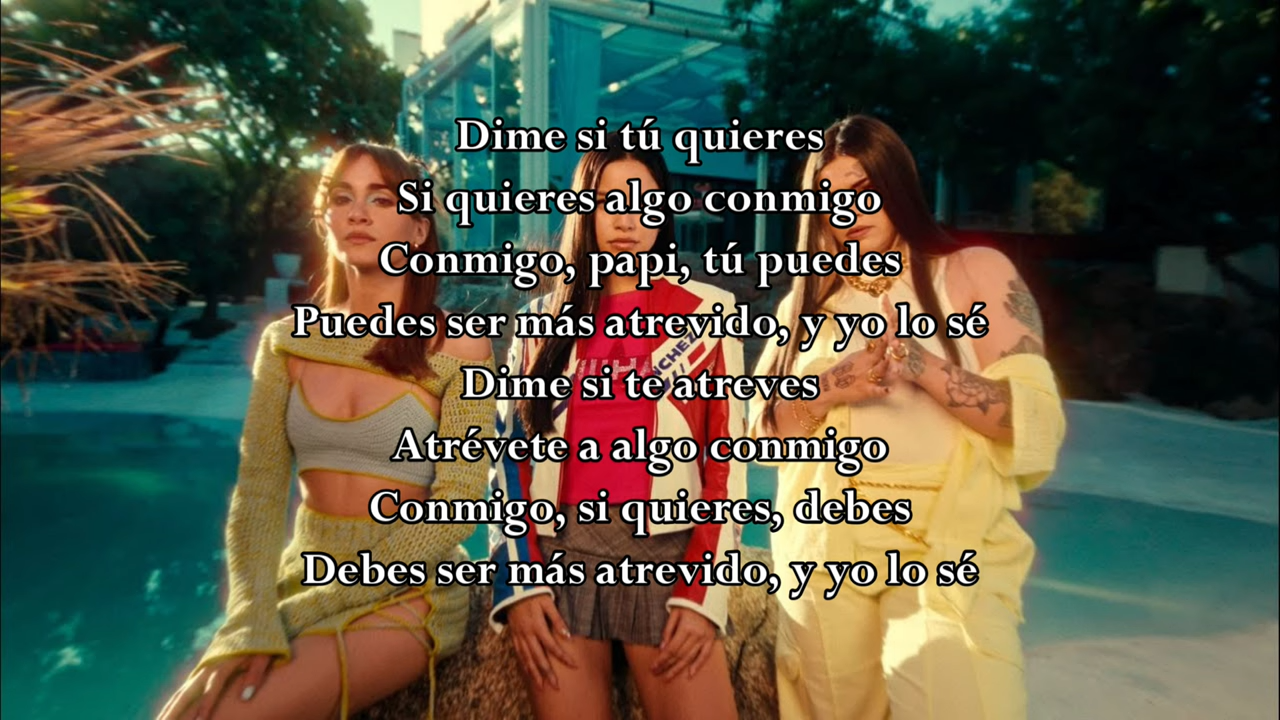 Dime si tú quieres
Si quieres algo conmigo
Conmigo, papi, tú puedes
Puedes ser más atrevido, y yo lo sé
Dime si te atreves
Atrévete a algo conmigo
Conmigo, si quieres, debes
Debes ser más atrevido, y yo lo sé